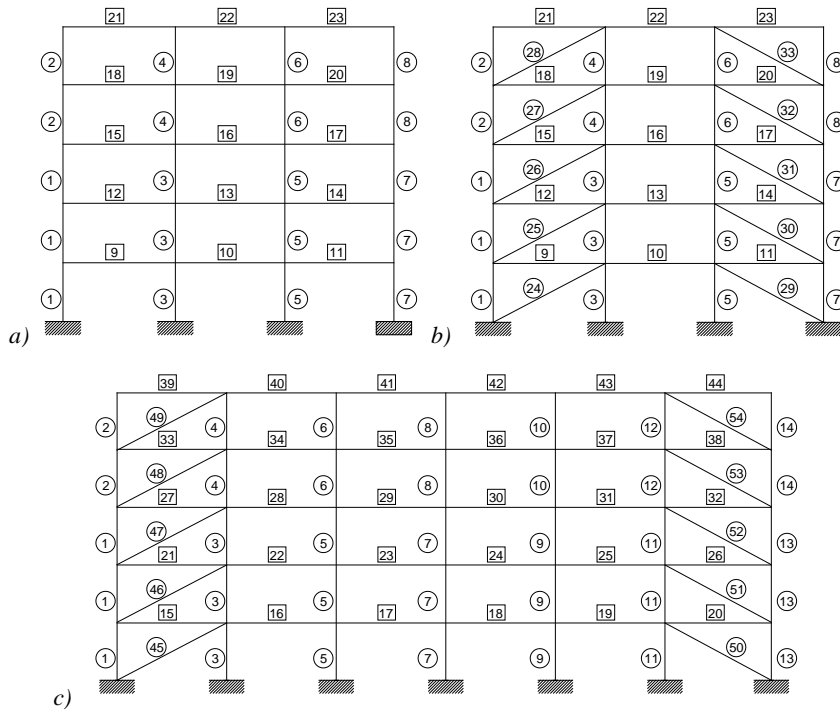 21 22 23
2 4 6 8
18 19 20
2 4 6 8
15 16 17
1 3 5 7
12 13 14
1 3 5 7
9 10 11
1 3 5 7
a)
21 22 23
28 33
2 4 6 8
18 19 20
27 32
2 4 6 8
15 16 17
26 31
1 3 5 7
12 13 14
25 30
1 3 5 7
9 10 11
24 29
1 3 5 7
b)
39 40 41 42 43 44
49 54
2 4 6 8 10 12 14
33 34 35 36 37 38
48 53
2 4 6 8 10 12 14
27 28 29 30 31 32
47 52
1 3 5 7 9 11 13
21 22 23 24 25 26
46 51
1 3 5 7 9 11 13
15 16 17 18 19 20
45 50
1 3 5 7 9 11 13
c)